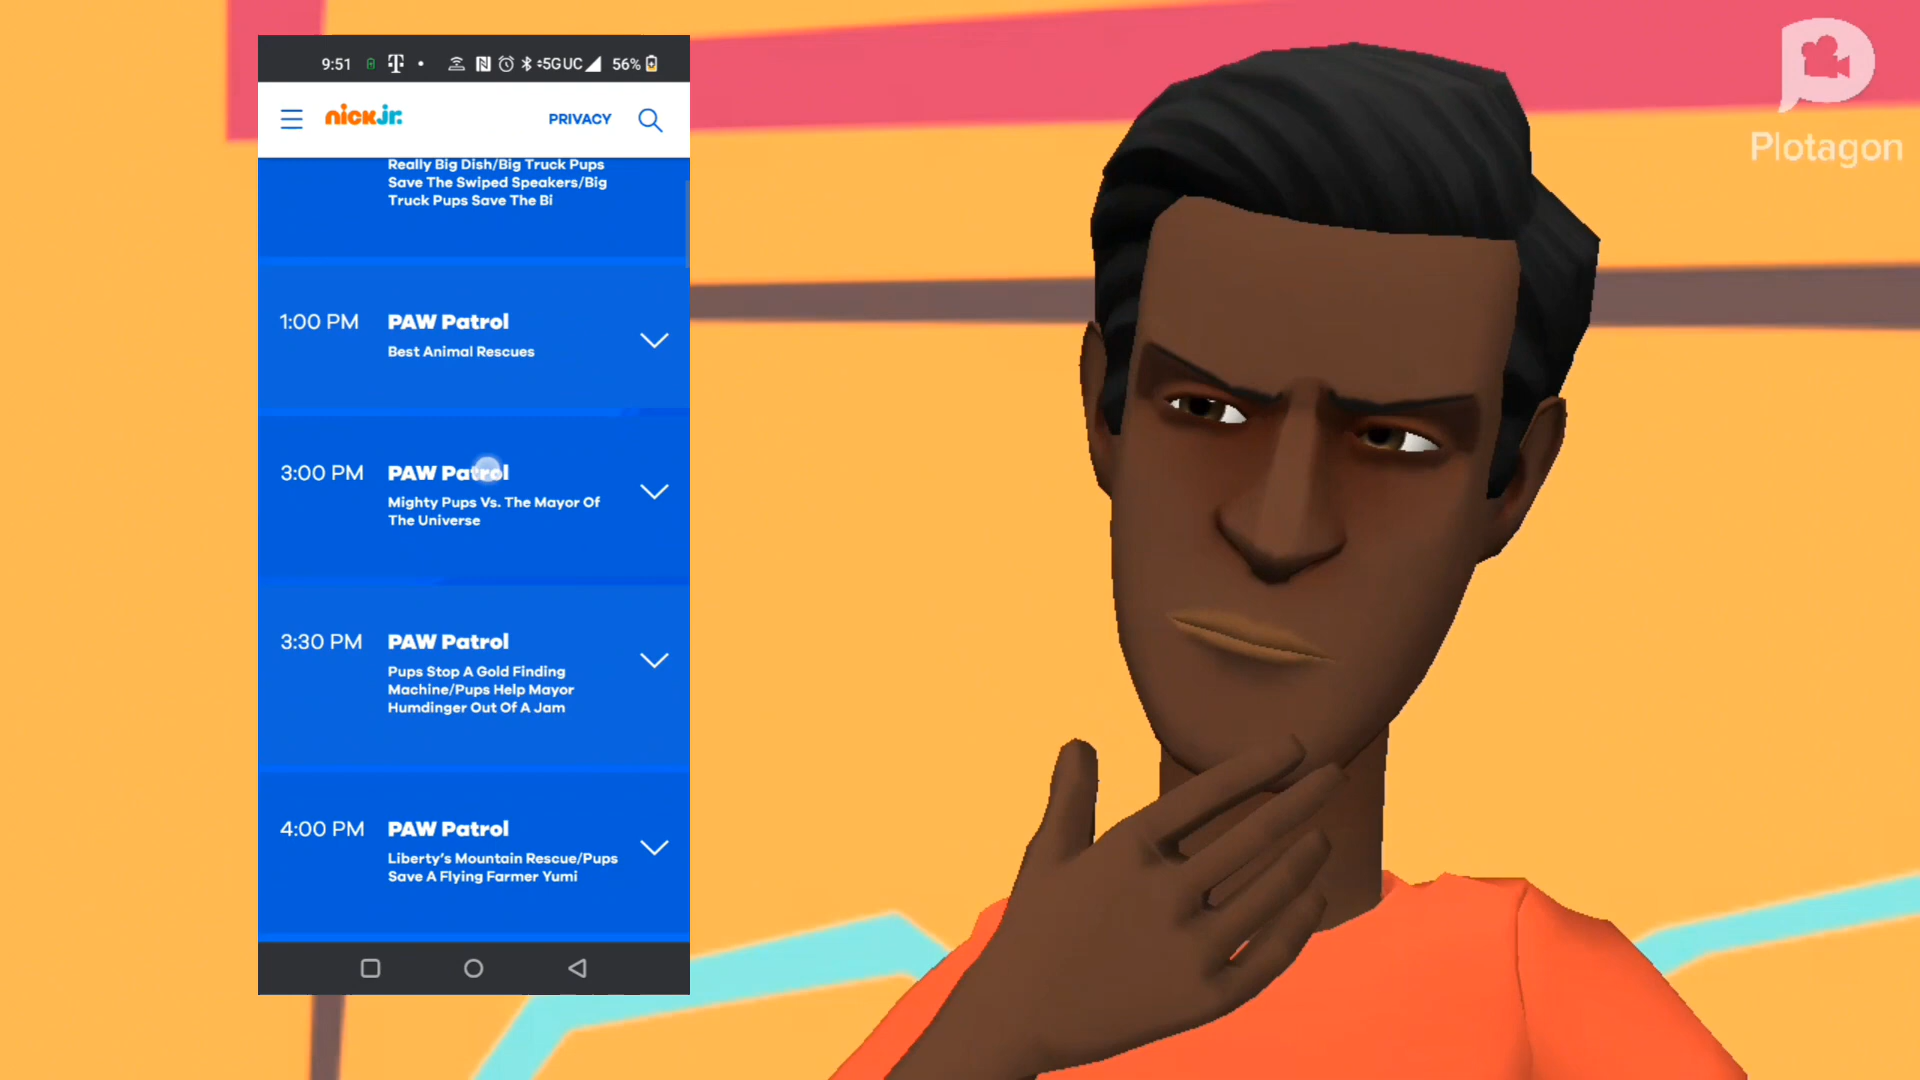 9:51
5G UC 56%
nick jr.
PRIVACY
Really Big Dish/Big Truck Pups
Save The Swiped Speakers/Big
Truck Pups Save The Bi
1:00 PM PAW Patrol
Best Animal Rescues
3:00 PM PAW Patrol
Mighty Pups Vs. The Mayor Of
The Universe
3:30 PM PAW Patrol
Pups Stop A Gold Finding
Machine/Pups Help Mayor
Humdinger Out Of A Jam
4:00 PM PAW Patrol
Liberty's Mountain Rescue/Pups
Save A Flying Farmer Yumi
Plotagon